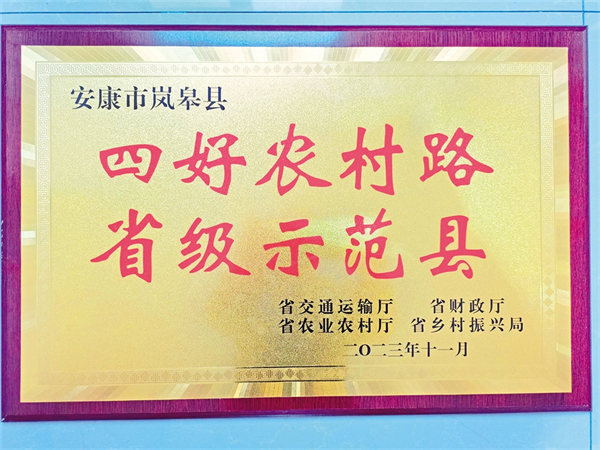 安康市岚皋县
四好农村路
省级示范县
省交通运输厅 省财政厅
省农业农村厅 省乡村振兴局
二〇二三年十一月